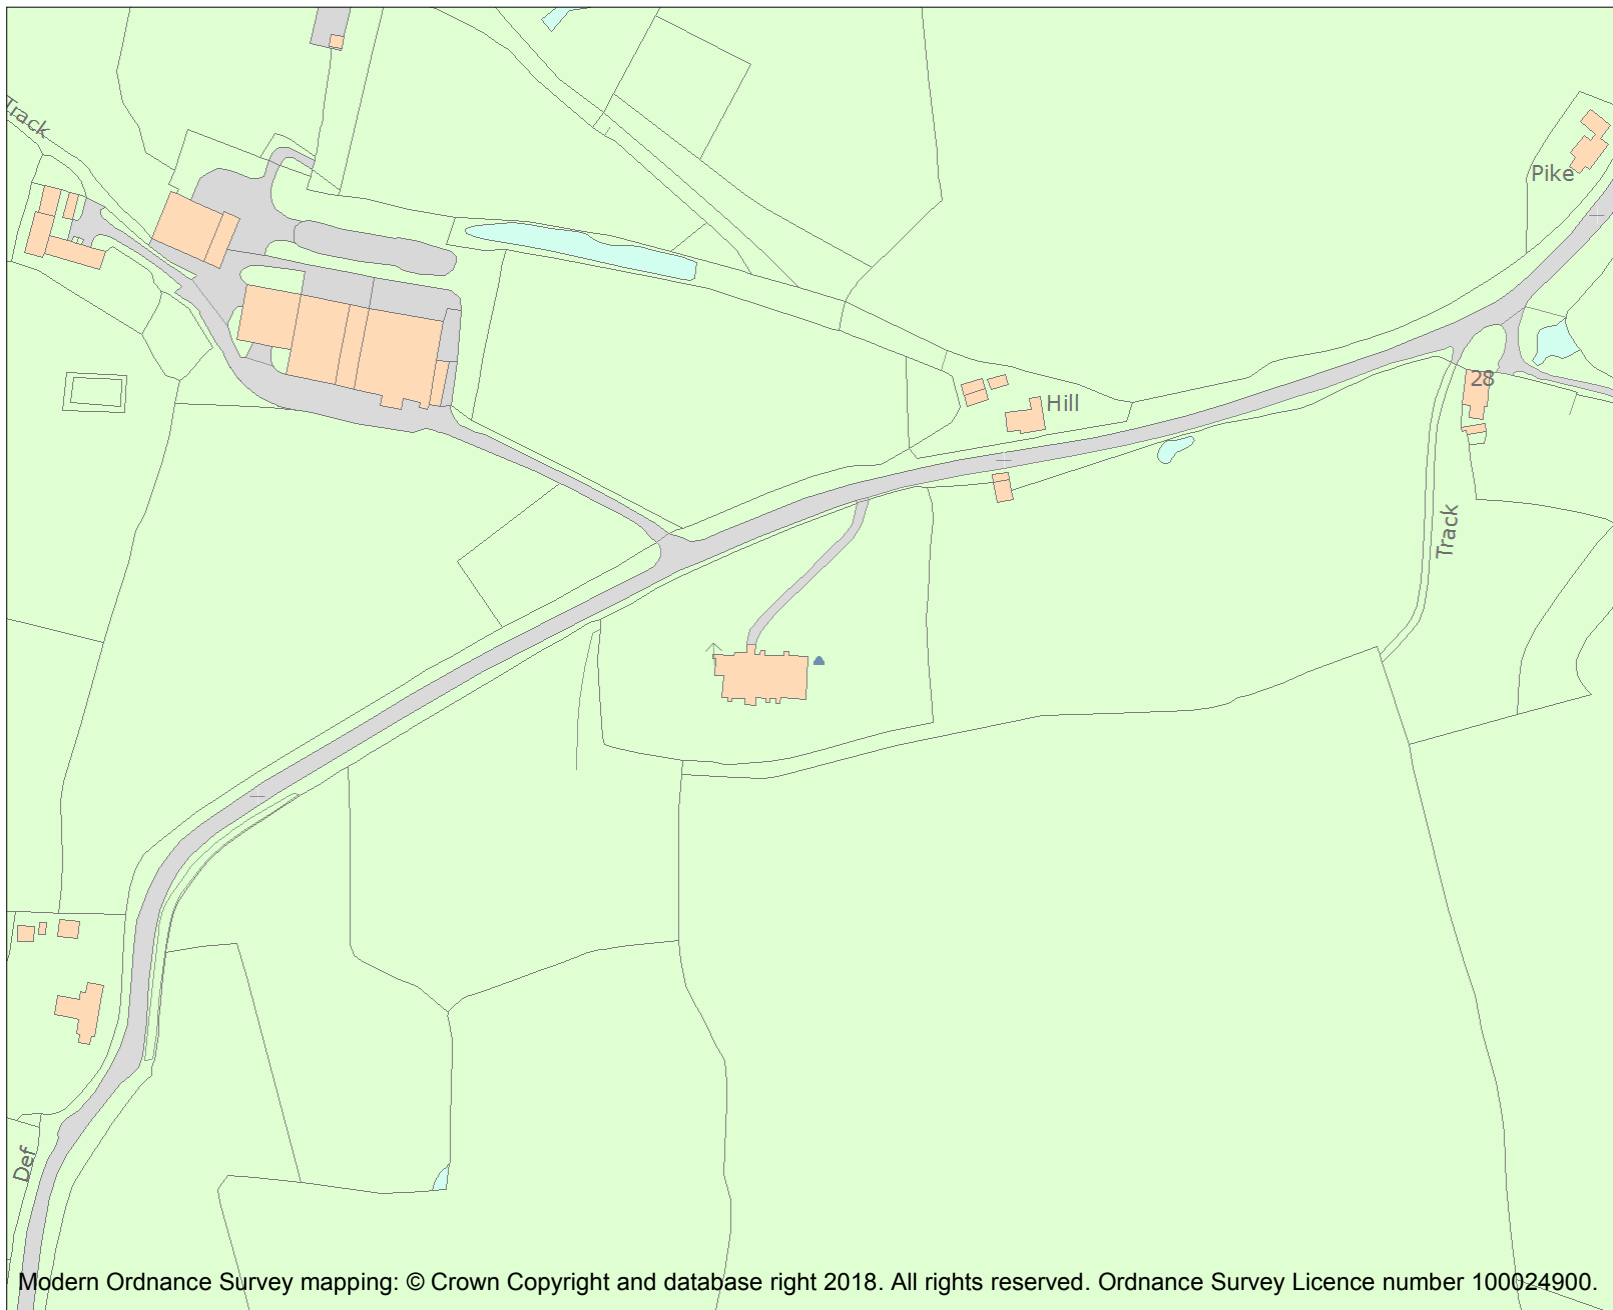 Track
Pike
28
Hill
Track
Def
Modern Ordnance Survey mapping: © Crown Copyright and database right 2018. All rights reserved. Ordnance Survey Licence number 100024900.